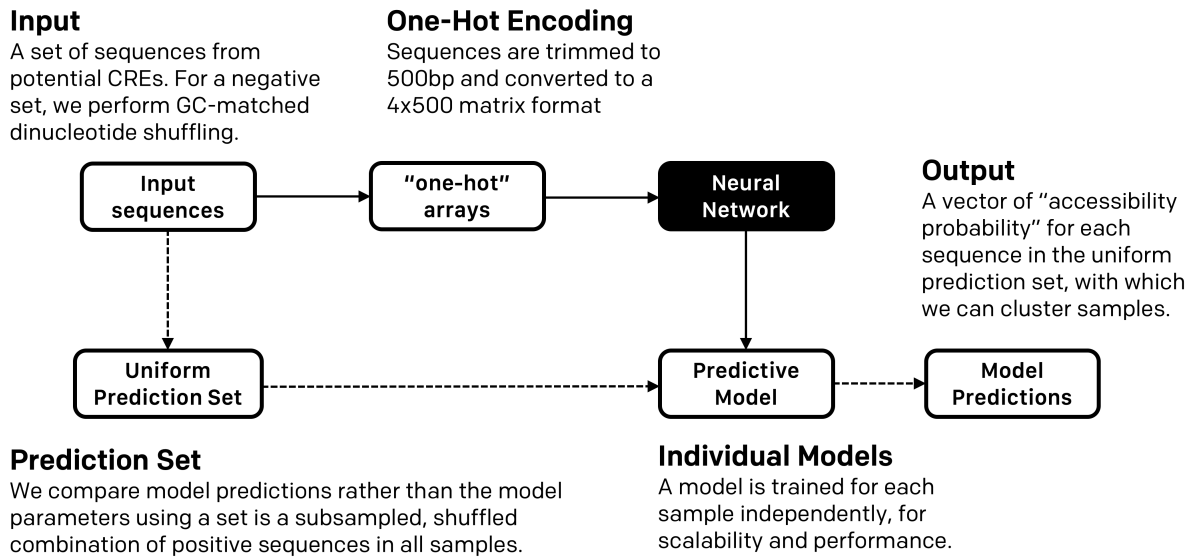 Input
A set of sequences from
potential CREs. For a negative
set, we perform GC-matched
dinucleotide shuffling.
One-Hot Encoding
Sequences are trimmed to
500bp and converted to a
4x500 matrix format
Input
sequences
“one-hot”
arrays
Neural
Network
Output
A vector of “accessibility
probability” for each
sequence in the uniform
prediction set, with which
we can cluster samples.
Uniform
Prediction Set
Predictive
Model
Model
Predictions
Prediction Set
We compare model predictions rather than the model
parameters using a set is a subsampled, shuffled
combination of positive sequences in all samples.
Individual Models
A model is trained for each
sample independently, for
scalability and performance.